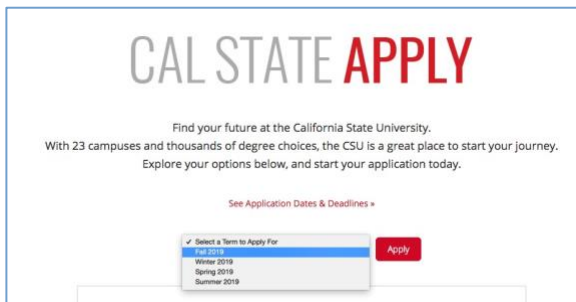 CAL STATE APPLY
Find your future at the California State University.
With 23 campuses and thousands of degree choices, the CSU is a great place to start your journey.
Explore your options below, and start your application today.
See Application Dates & Deadlines »
✓ Select a Term to Apply For
Fall 2019
Apply
Winter 2019
Spring 2019
Summer 2019